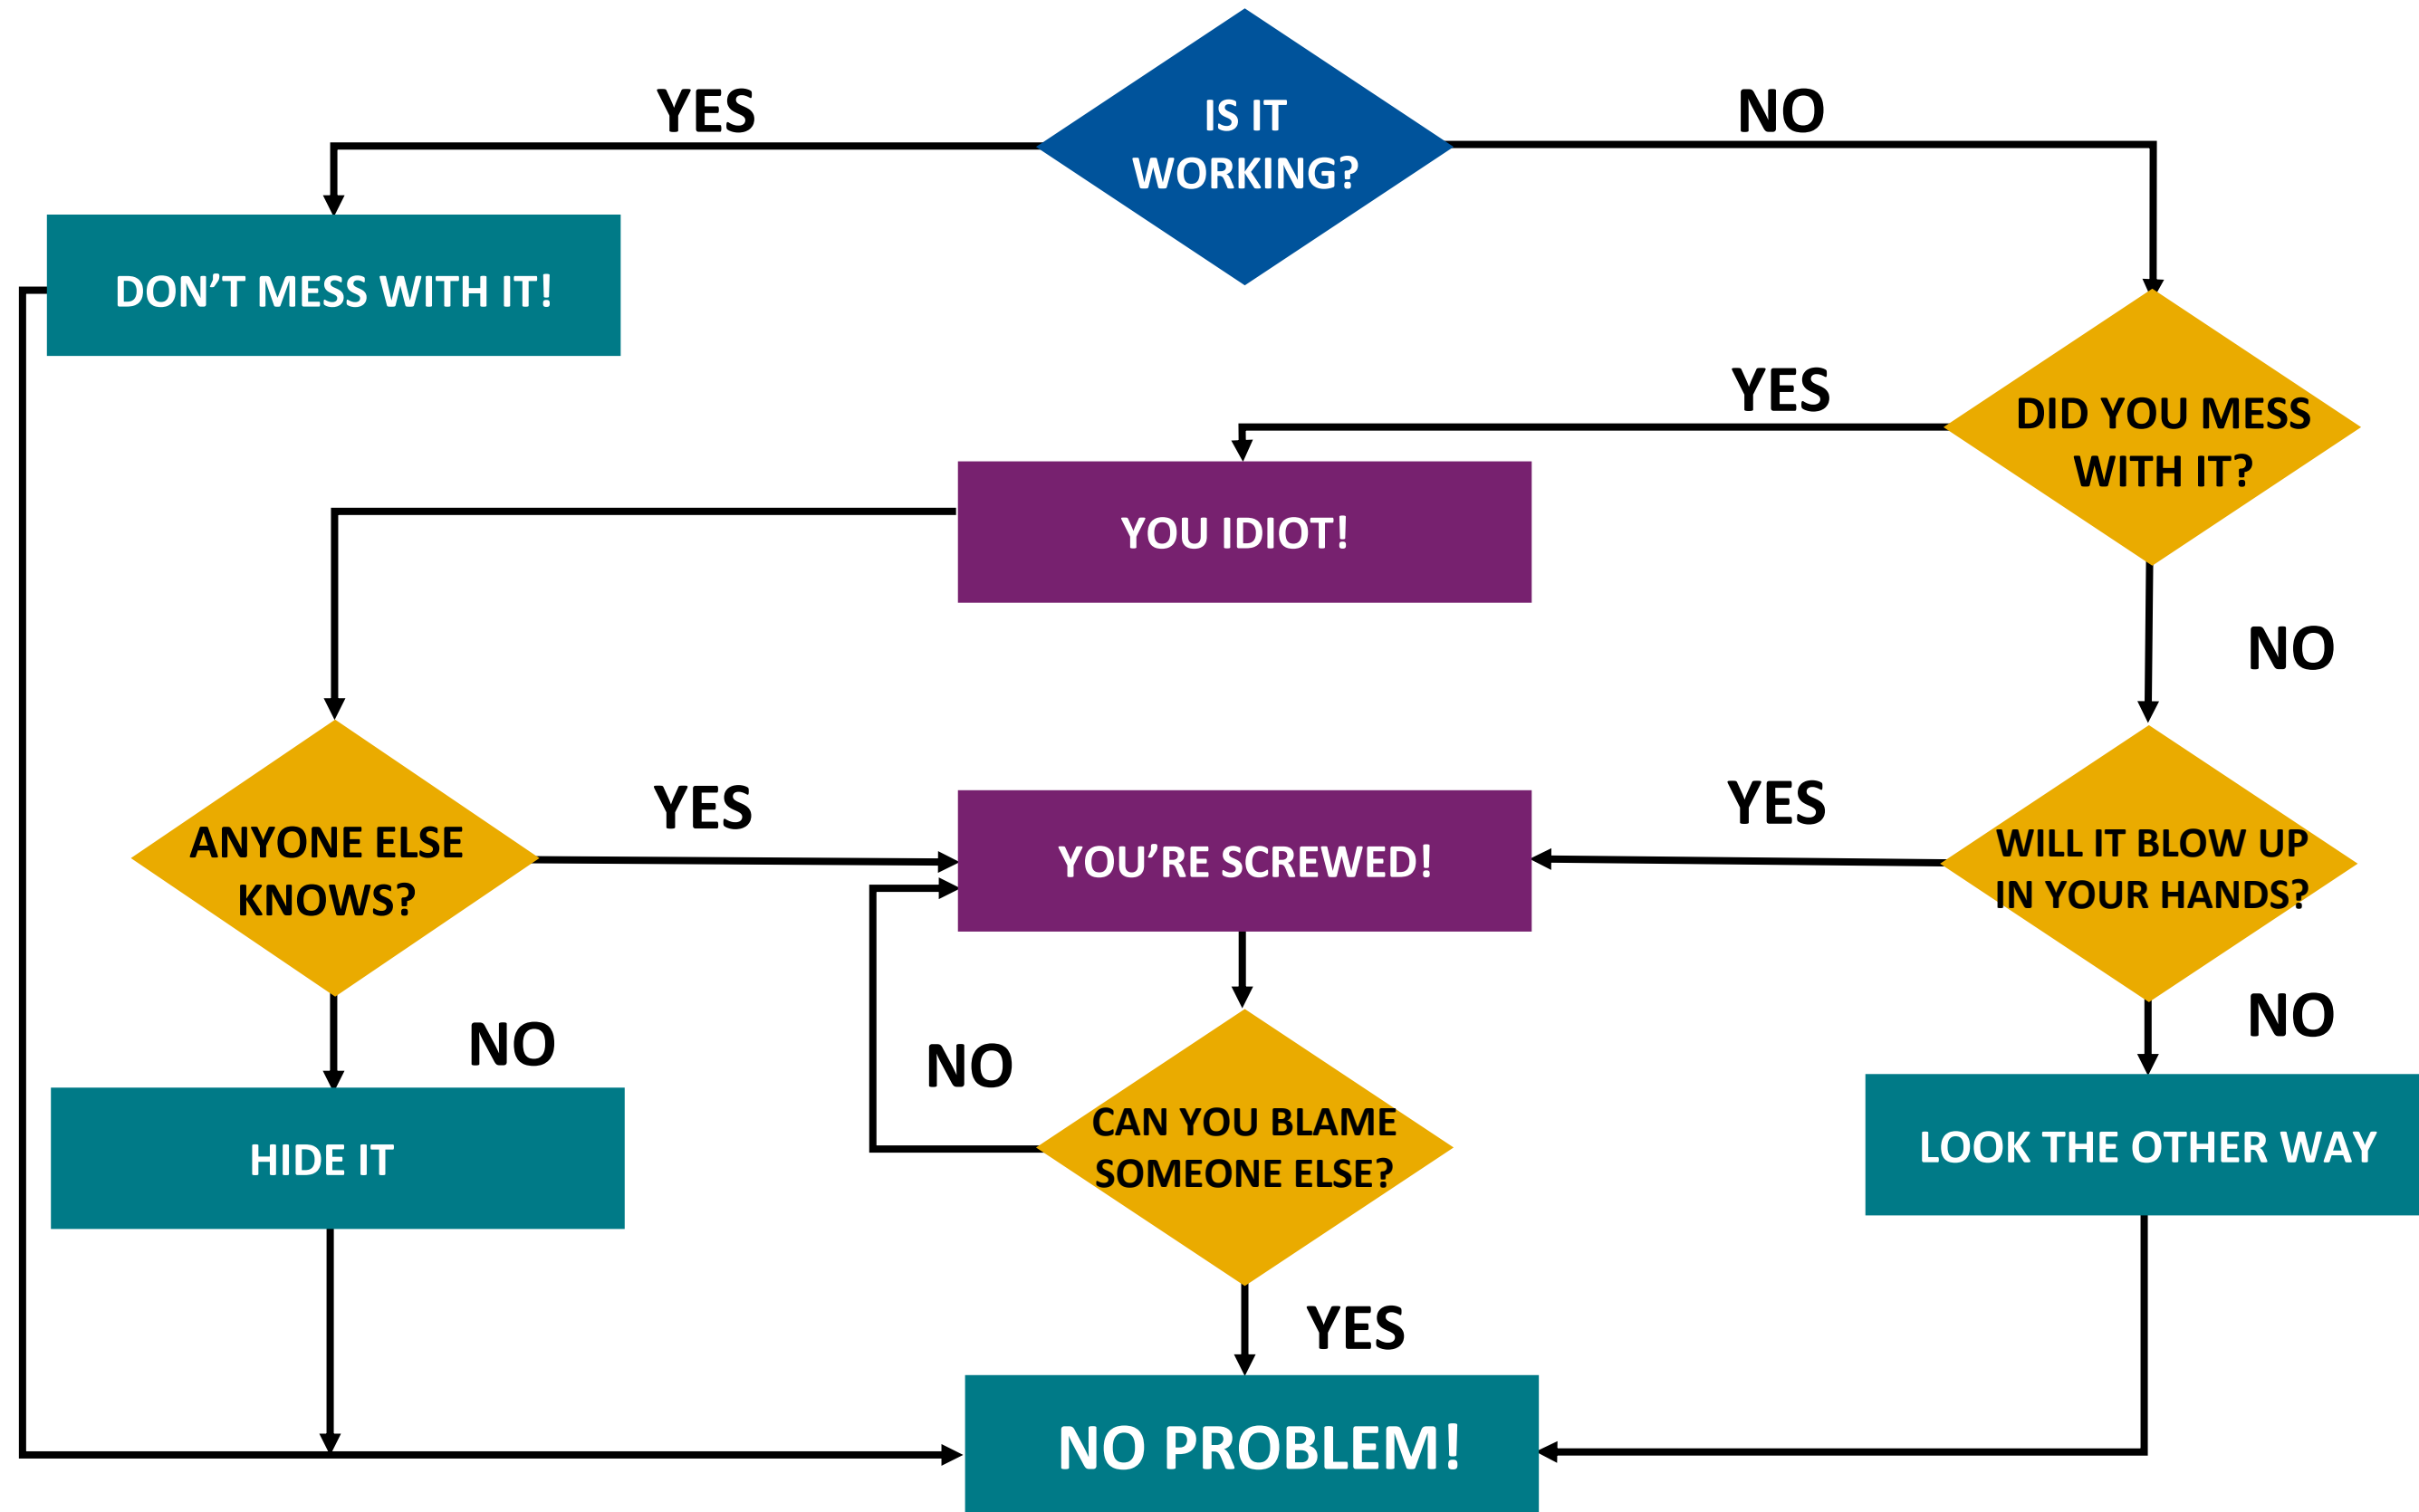 YES
IS IT
WORKING?
NO
DON'T MESS WITH IT!
YES
DID YOU MESS
WITH IT?
YOU IDIOT!
NO
ANYONE ELSE
KNOWS?
YES
YOU'RE SCREWED!
YES
WILL IT BLOW UP
IN YOUR HANDS?
NO
NO
NO
HIDE IT
CAN YOU BLAME
SOMEONE ELSE?
LOOK THE OTHER WAY
YES
NO PROBLEM!